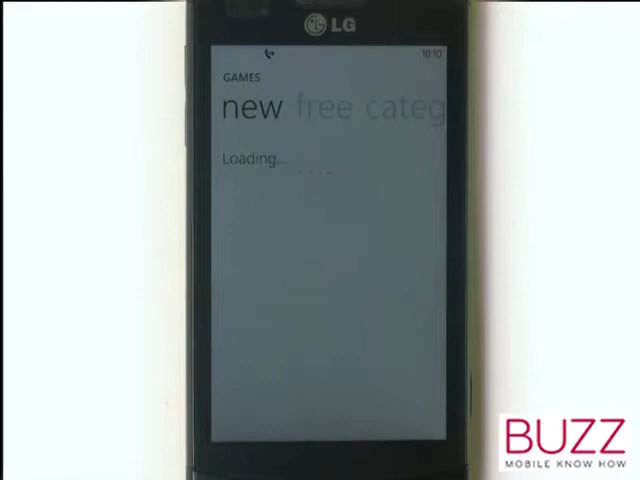 LG
10:10
GAMES
new free categ
Loading...
BUZZ
MOBILE KNOW HOW